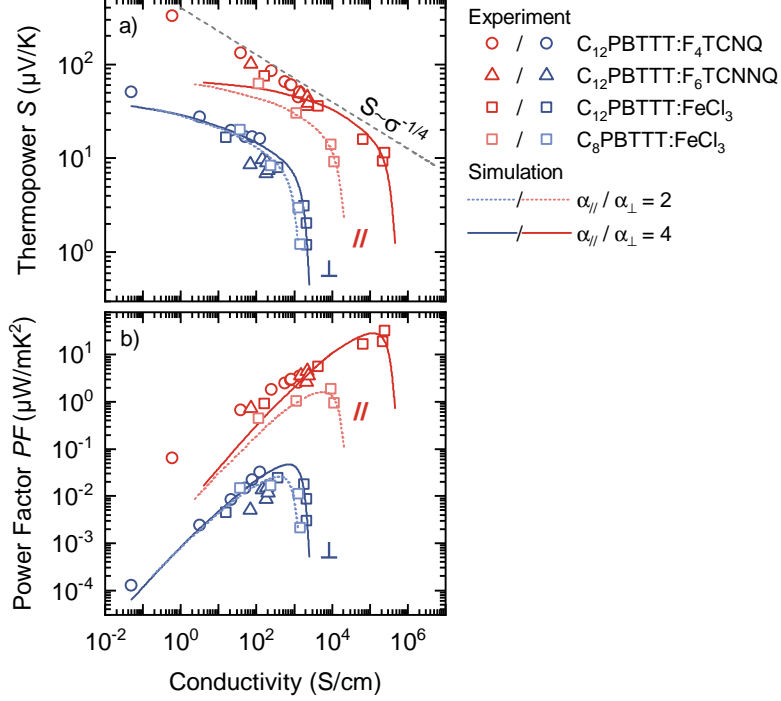 a)
Thermopower S (μV/K)
10²
10¹
10⁰
S~σ^-1/4
//
⊥
b)
Power Factor PF (μW/mK²)
10¹
10⁰
10⁻¹
10⁻²
10⁻³
10⁻⁴
//
⊥
10⁻² 10⁰ 10² 10⁴ 10⁶
Conductivity (S/cm)
Experiment
/ C₁₂PBTTT:F₄TCNQ
/ C₁₂PBTTT:F₆TCNNQ
/ C₁₂PBTTT:FeCl₃
/ C₈PBTTT:FeCl₃
Simulation
/ α// / α⊥ = 2
/ α// / α⊥ = 4